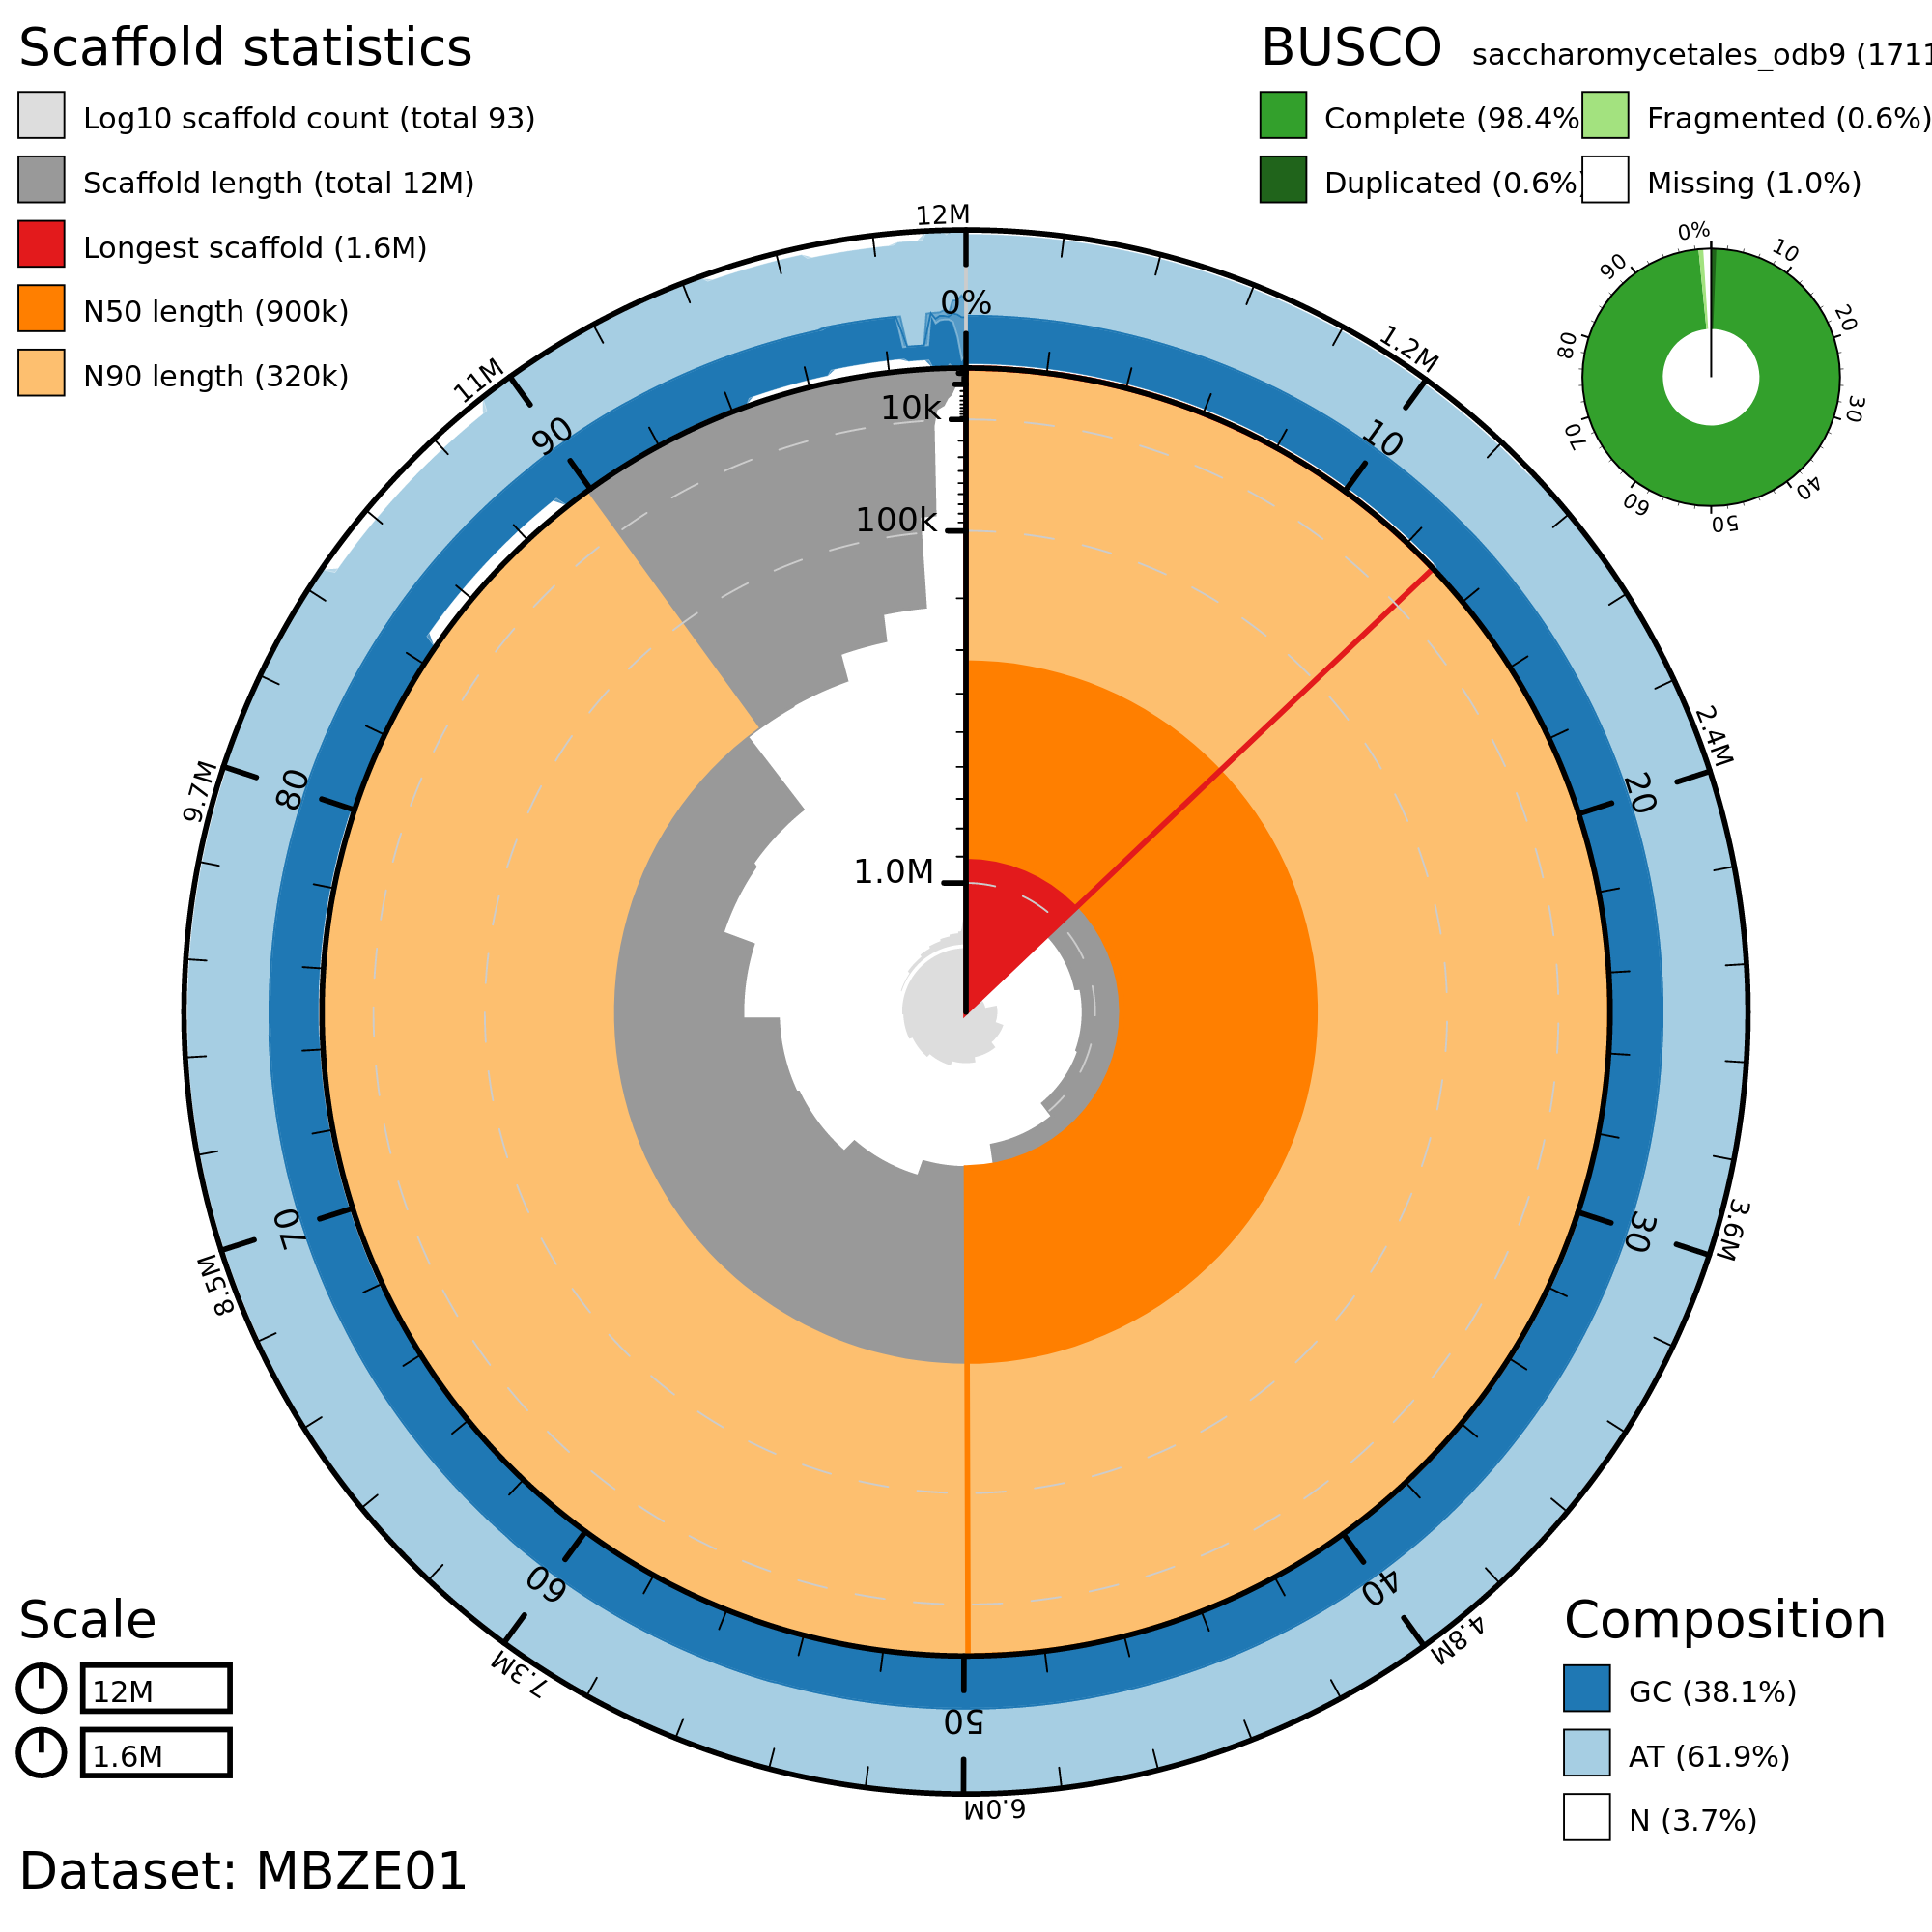 Scaffold statistics
Log10 scaffold count (total 93)
Scaffold length (total 12M)
Longest scaffold (1.6M)
N50 length (900k)
N90 length (320k)
BUSCO saccharomycetales_odb9 (1711
Complete (98.4%
Fragmented (0.6%)
Duplicated (0.6%)
Missing (1.0%)
0%
10
20
30
40
50
60
70
80
90
12M
1.2M
2.4M
3.6M
4.8M
6.0M
7.3M
8.5M
9.7M
11M
0%
10
20
30
40
50
60
70
80
90
10k
100k
1.0M
Scale
12M
1.6M
Composition
GC (38.1%)
AT (61.9%)
N (3.7%)
Dataset: MBZE01